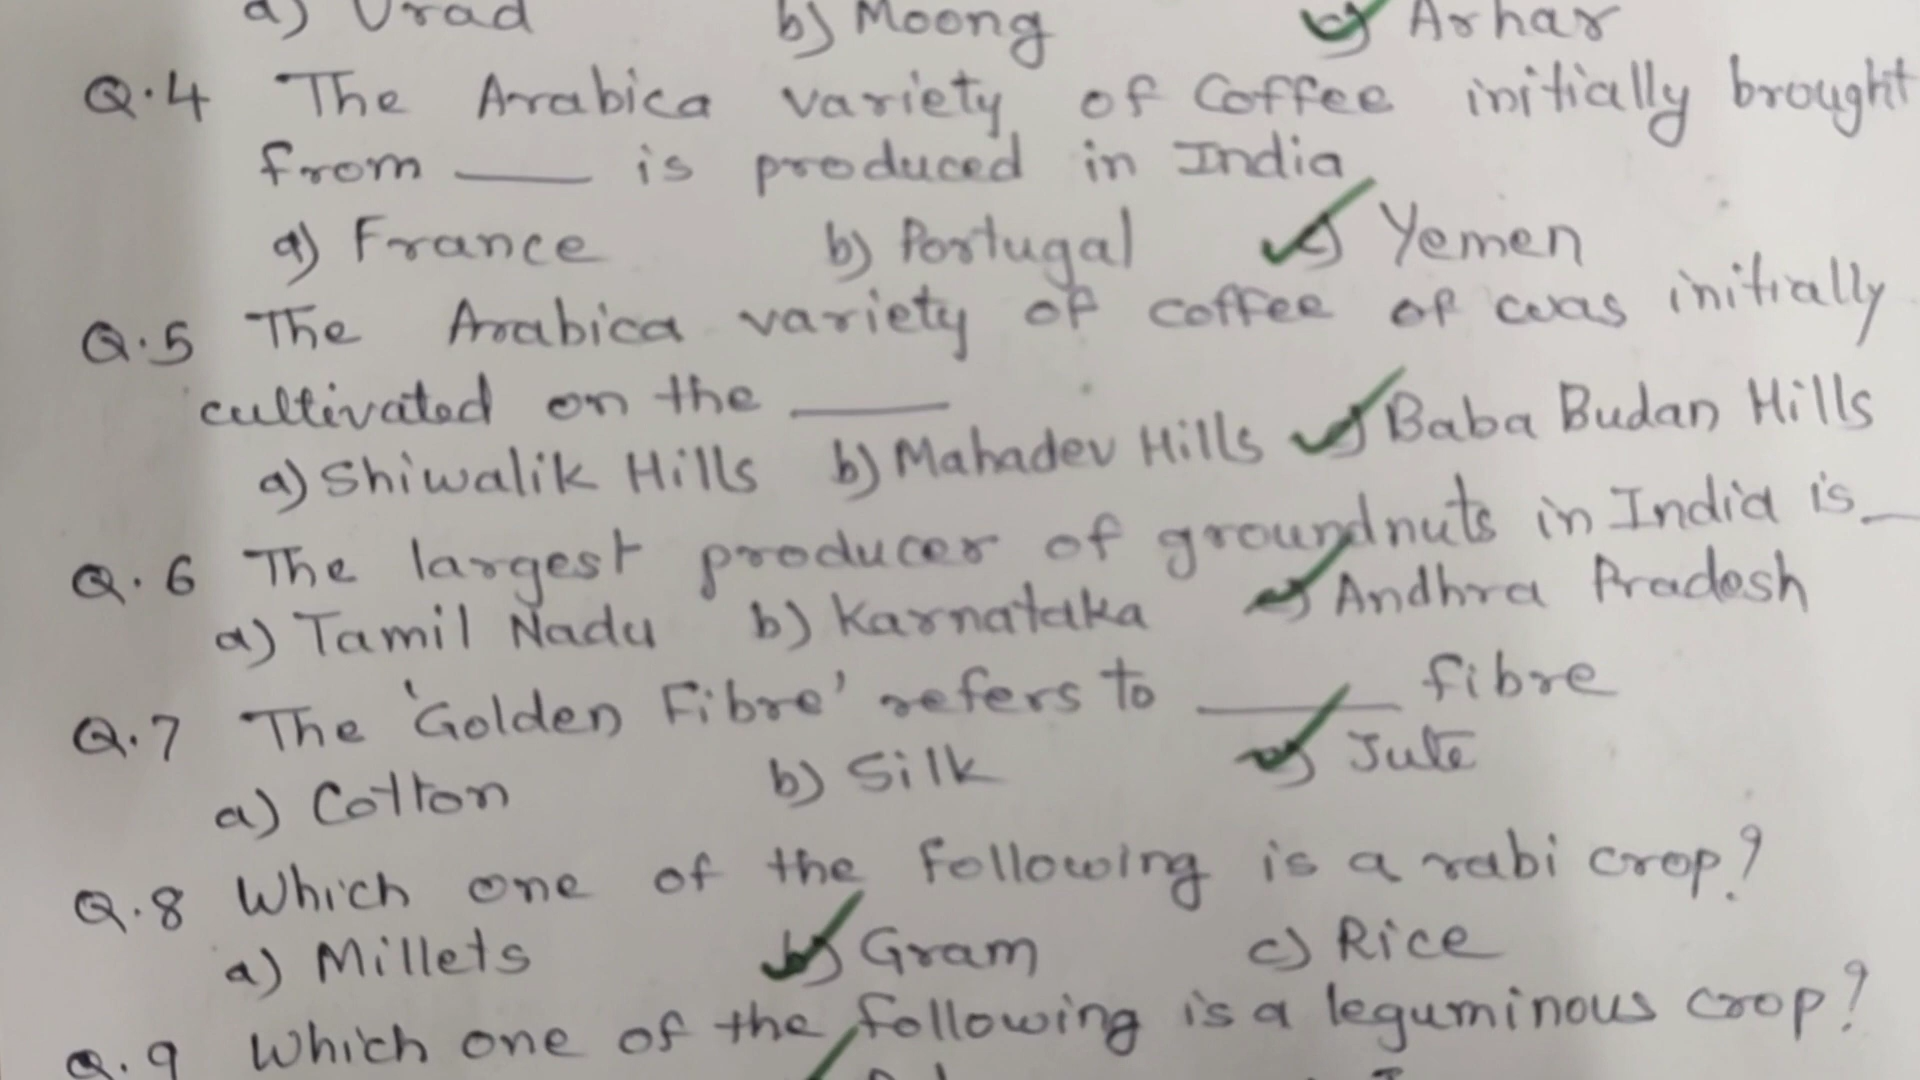 a) Urad b) Moong c) Arhar
Q.4 The Arabica variety of Coffee initially brought
from ____ is produced in India
a) France b) Portugal c) Yemen
Q.5 The Arabica variety of coffee of was initially
cultivated on the ____
a) Shiwalik Hills b) Mahadev Hills c) Baba Budan Hills
Q.6 The largest producer of groundnuts in India is __
a) Tamil Nadu b) Karnataka c) Andhra Pradesh
Q.7 The 'Golden Fibre' refers to ____ fibre
a) Cotton b) Silk c) Jute
Q.8 Which one of the following is a rabi crop?
a) Millets b) Gram c) Rice
Q.9 Which one of the following is a leguminous crop?